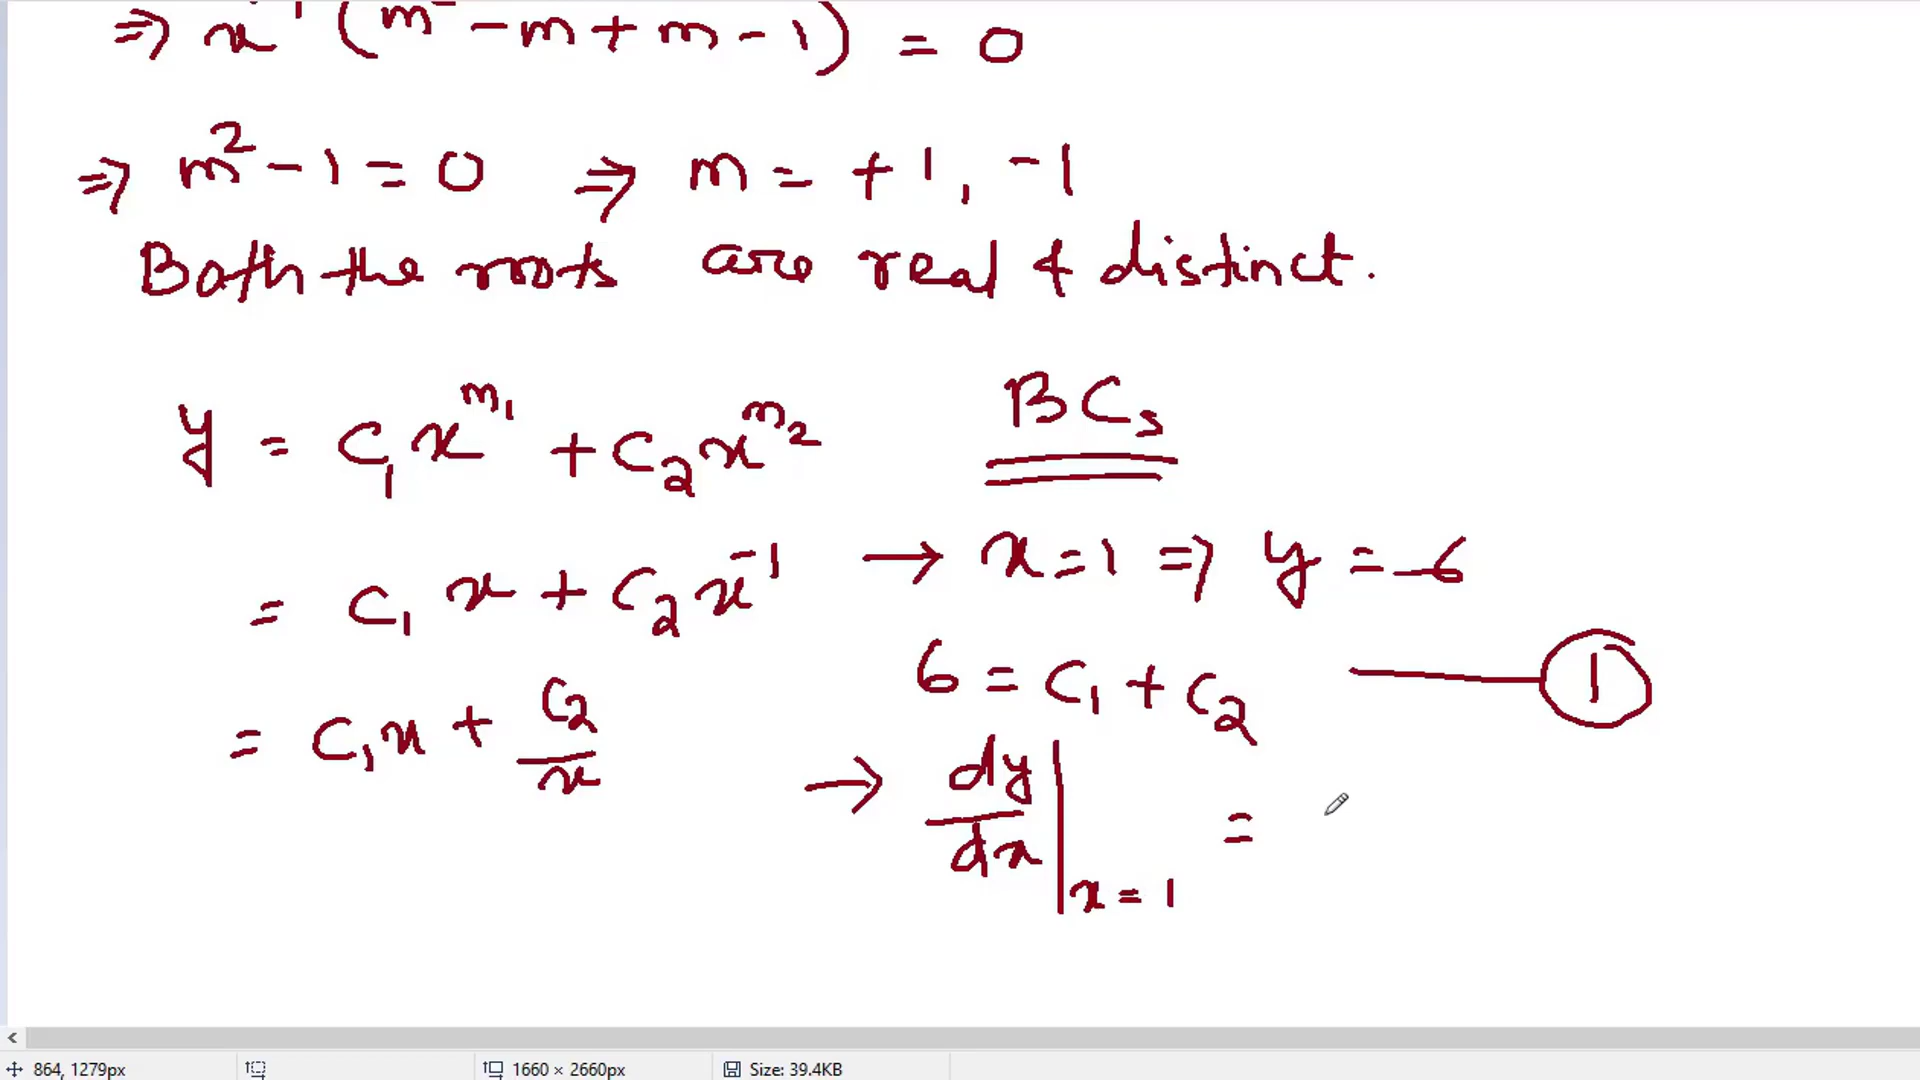 ⇒ x (m² - m + m - 1) = 0
⇒ m² - 1 = 0 ⇒ m = +1, -1
Both the roots are real & distinct.
y = C₁x^m₁ + C₂x^m₂
BCs
= C₁ x + C₂x⁻¹
→ x = 1 ⇒ y = 6
6 = C₁ + C₂ —— ①
= C₁x + C₂/x
→ dy/dx |x = 1 =
864, 1279px
1660 × 2660px
Size: 39.4KB